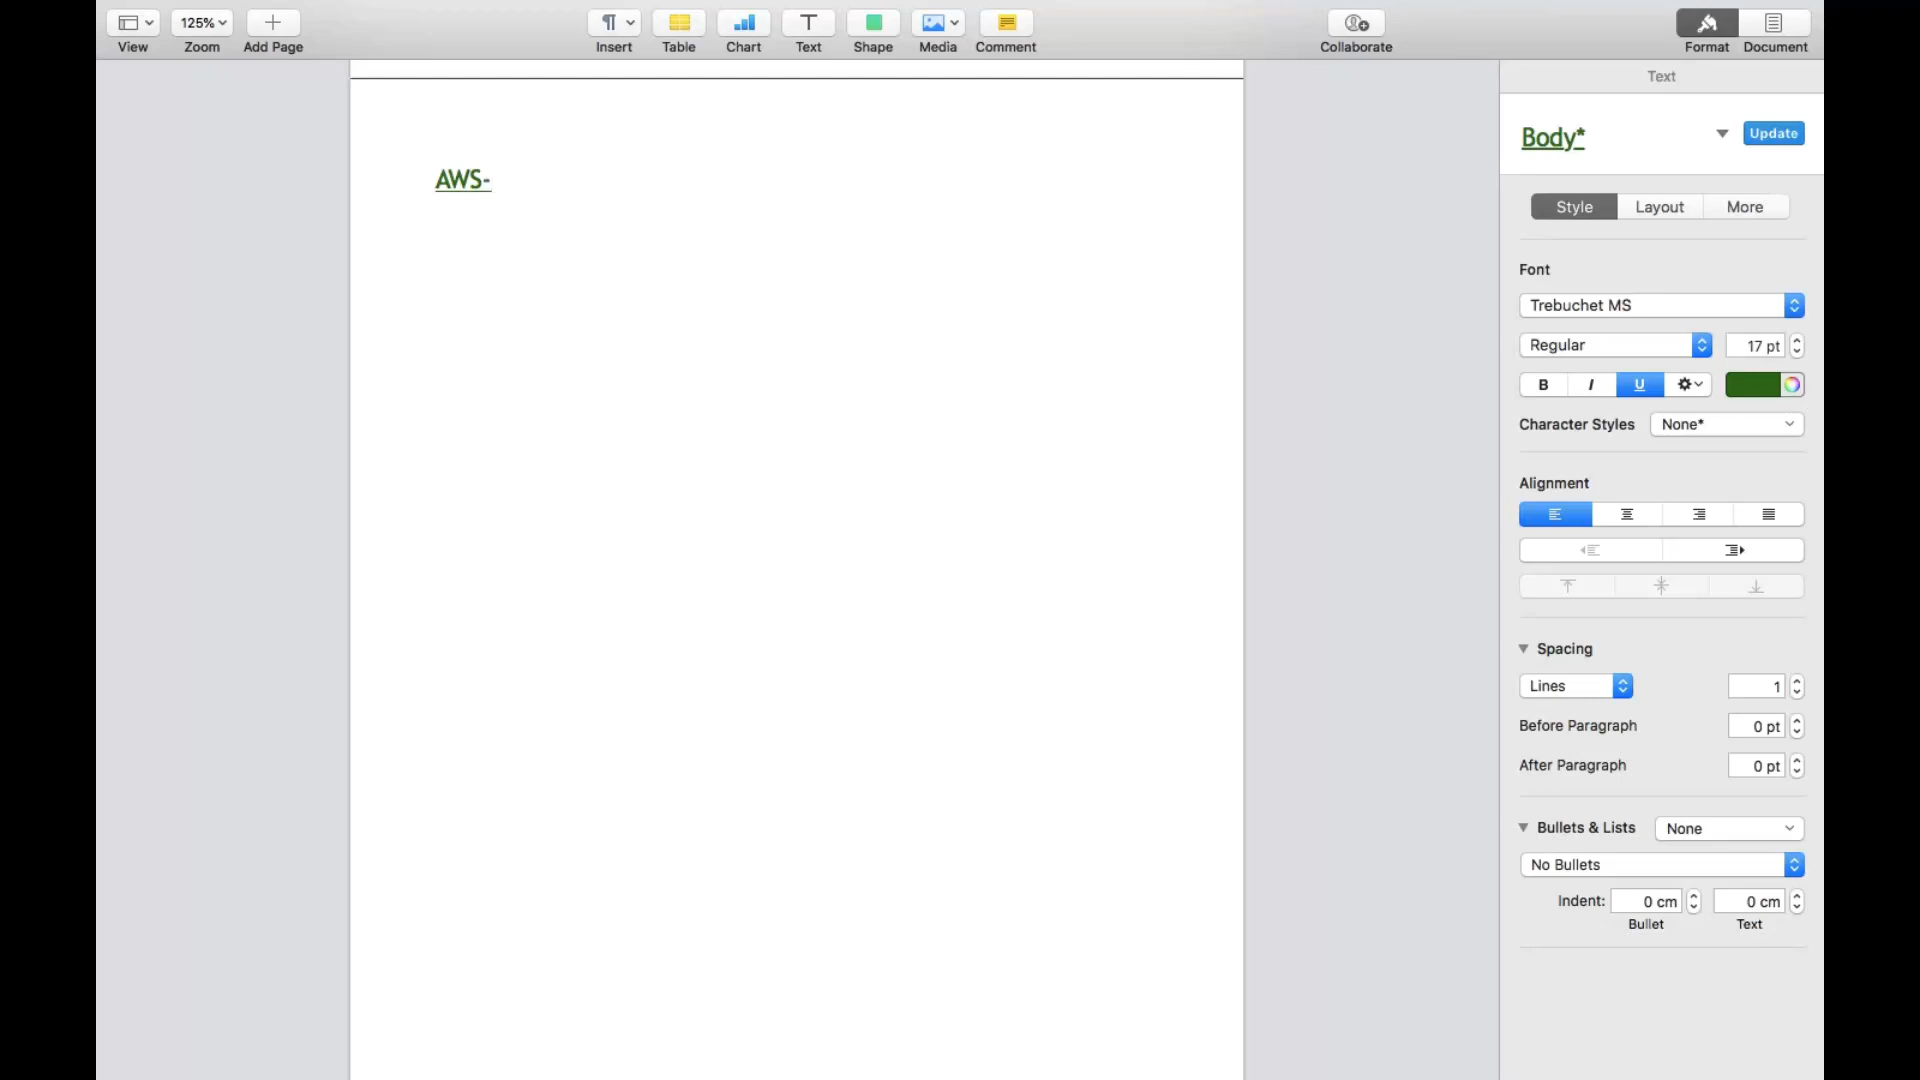 125%
View
Zoom
Add Page
Insert
Table
Chart
T
Text
Shape
Media
Comment
Collaborate
Format
Document
Text
AWS-
Body*
Update
Style
Layout
More
Font
Trebuchet MS
Regular
17 pt
B
I
U
Character Styles
None*
Alignment
Spacing
Lines
1
Before Paragraph
0 pt
After Paragraph
0 pt
Bullets & Lists
None
No Bullets
Indent:
0 cm
0 cm
Bullet
Text